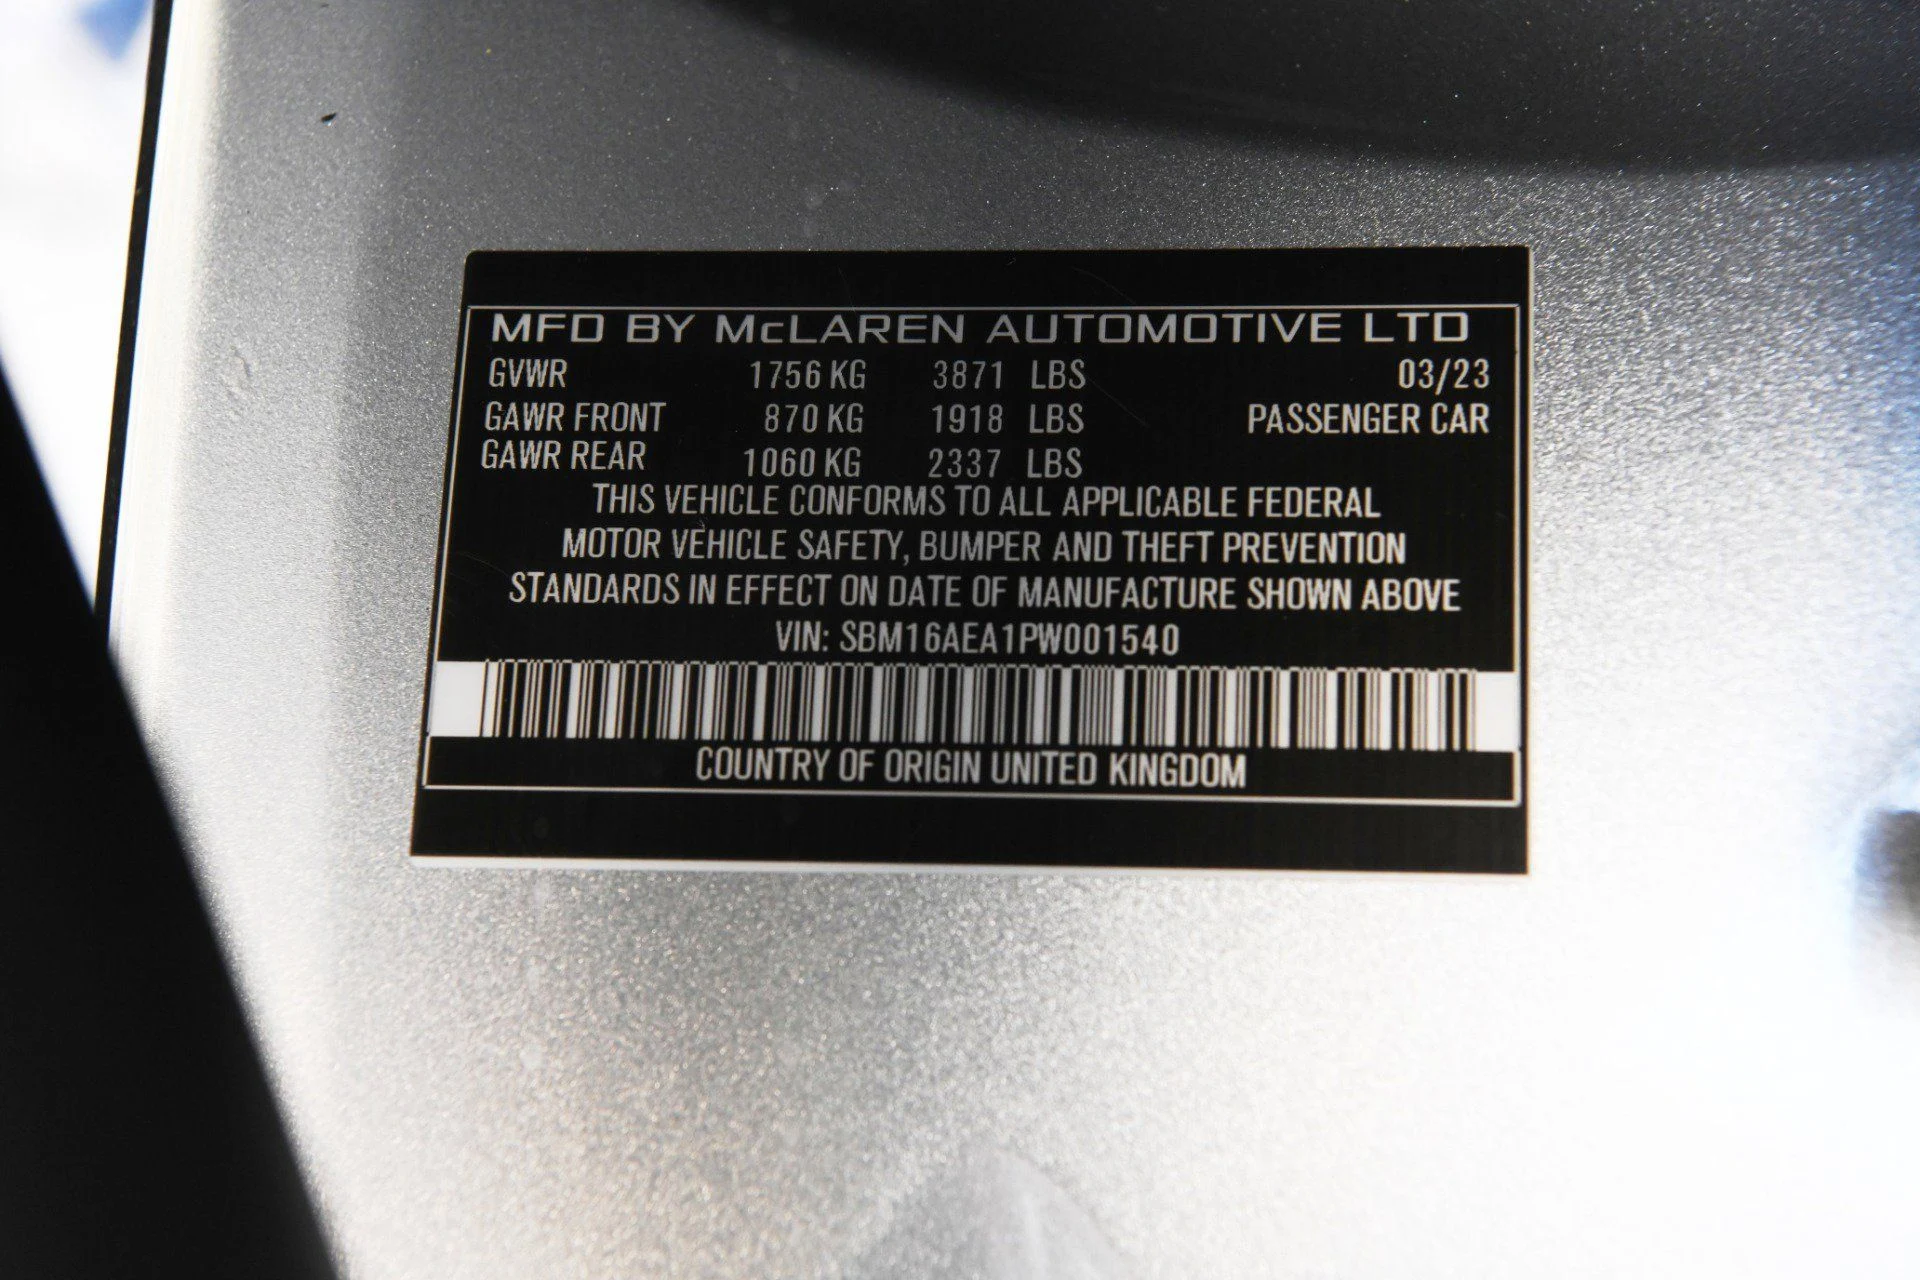 MFD BY McLAREN AUTOMOTIVE LTD
GVWR 1756 KG 3871 LBS 03/23
GAWR FRONT 870 KG 1918 LBS PASSENGER CAR
GAWR REAR 1060 KG 2337 LBS
THIS VEHICLE CONFORMS TO ALL APPLICABLE FEDERAL
MOTOR VEHICLE SAFETY, BUMPER AND THEFT PREVENTION
STANDARDS IN EFFECT ON DATE OF MANUFACTURE SHOWN ABOVE
VIN: SBM16AEA1PW001540
COUNTRY OF ORIGIN UNITED KINGDOM